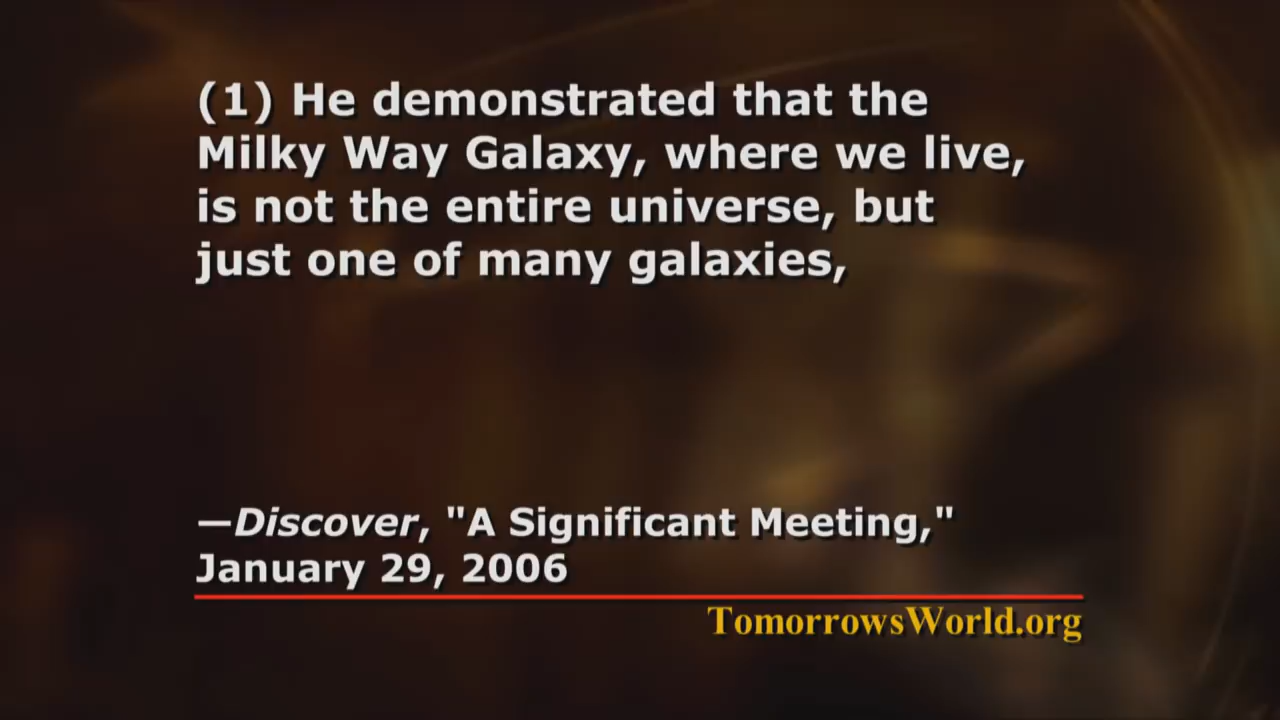 (1) He demonstrated that the
Milky Way Galaxy, where we live,
is not the entire universe, but
just one of many galaxies,
—Discover, "A Significant Meeting,"
January 29, 2006
TomorrowsWorld.org